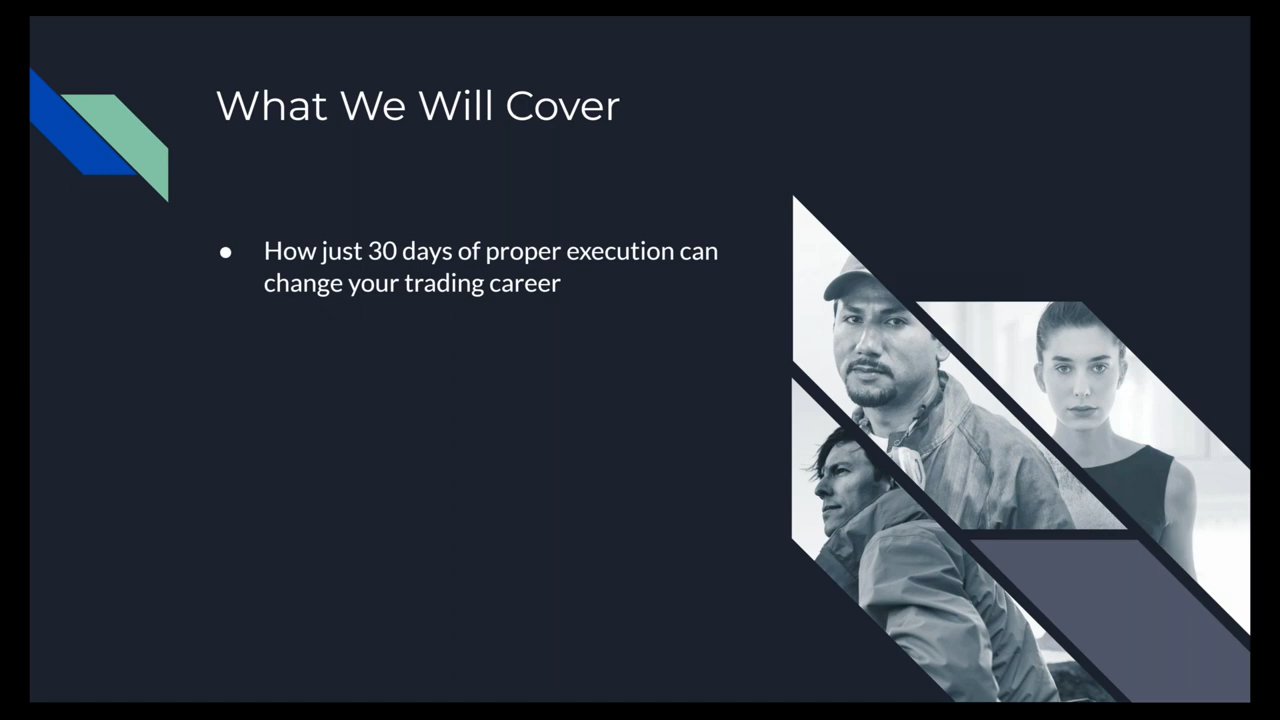 What We Will Cover
● How just 30 days of proper execution can
change your trading career